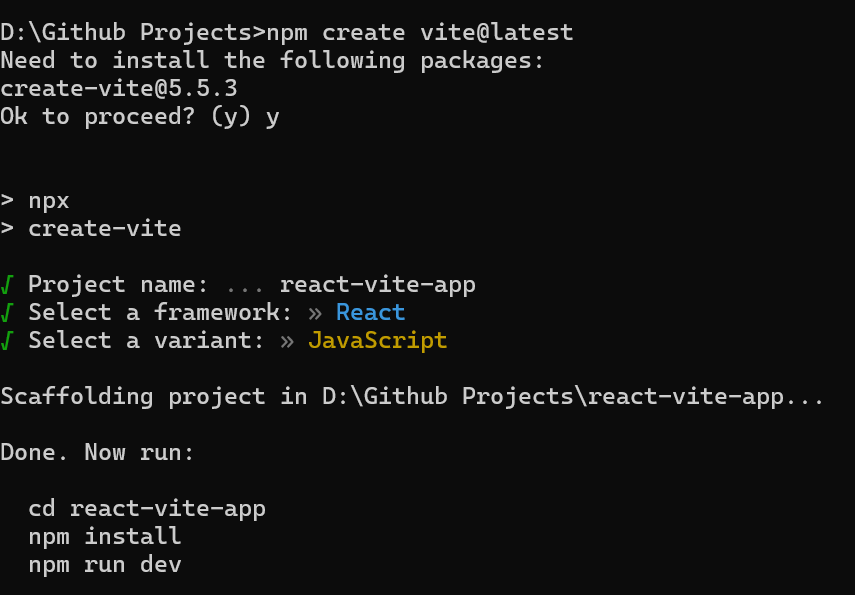 D:\Github Projects>npm create vite@latest
Need to install the following packages:
create-vite@5.5.3
Ok to proceed? (y) y
> npx
> create-vite
√ Project name: ... react-vite-app
√ Select a framework: » React
√ Select a variant: » JavaScript
Scaffolding project in D:\Github Projects\react-vite-app...
Done. Now run:
cd react-vite-app
npm install
npm run dev